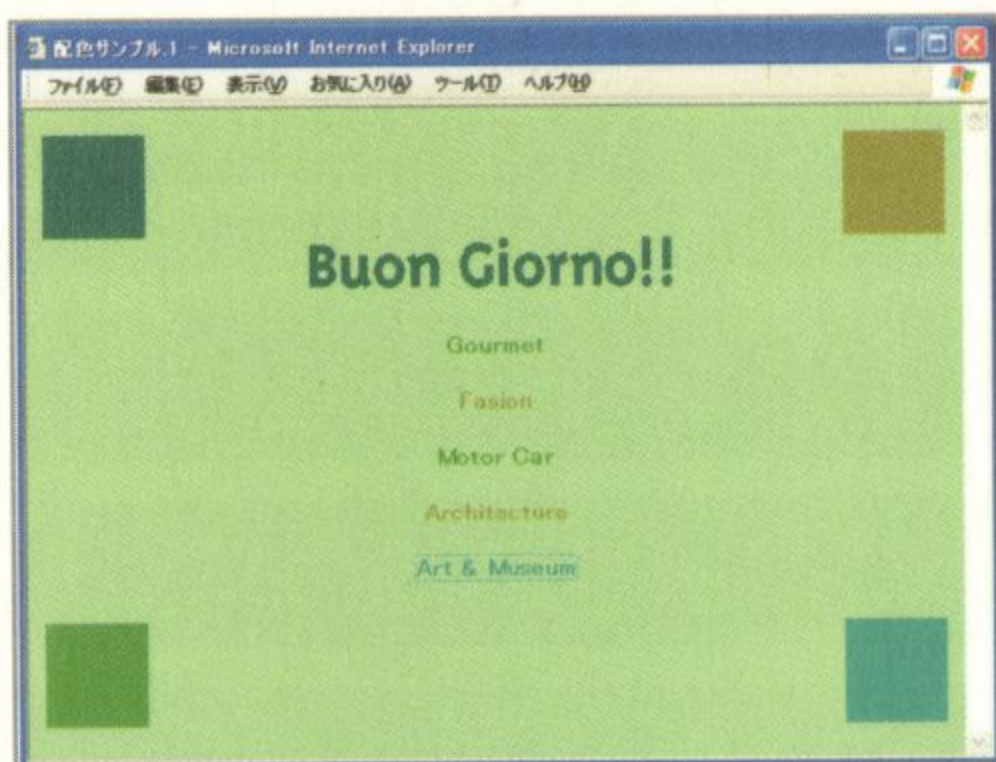 配色サンプル.1 - Microsoft Internet Explorer
ファイル(F) 編集(E) 表示(V) お気に入り(A) ツール(T) ヘルプ(H)
Buon Giorno!!
Gourmet
Fasion
Motor Car
Architecture
Art & Museum